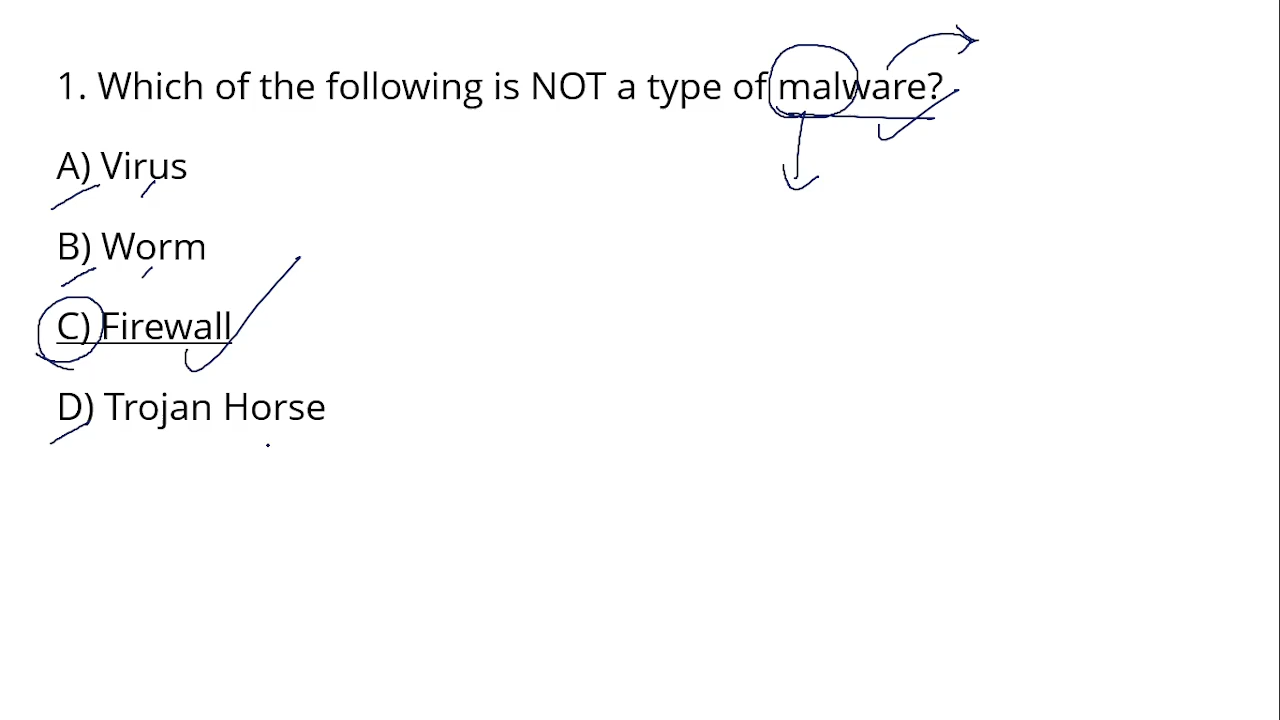 1. Which of the following is NOT a type of malware?
A) Virus
B) Worm
C) Firewall
D) Trojan Horse